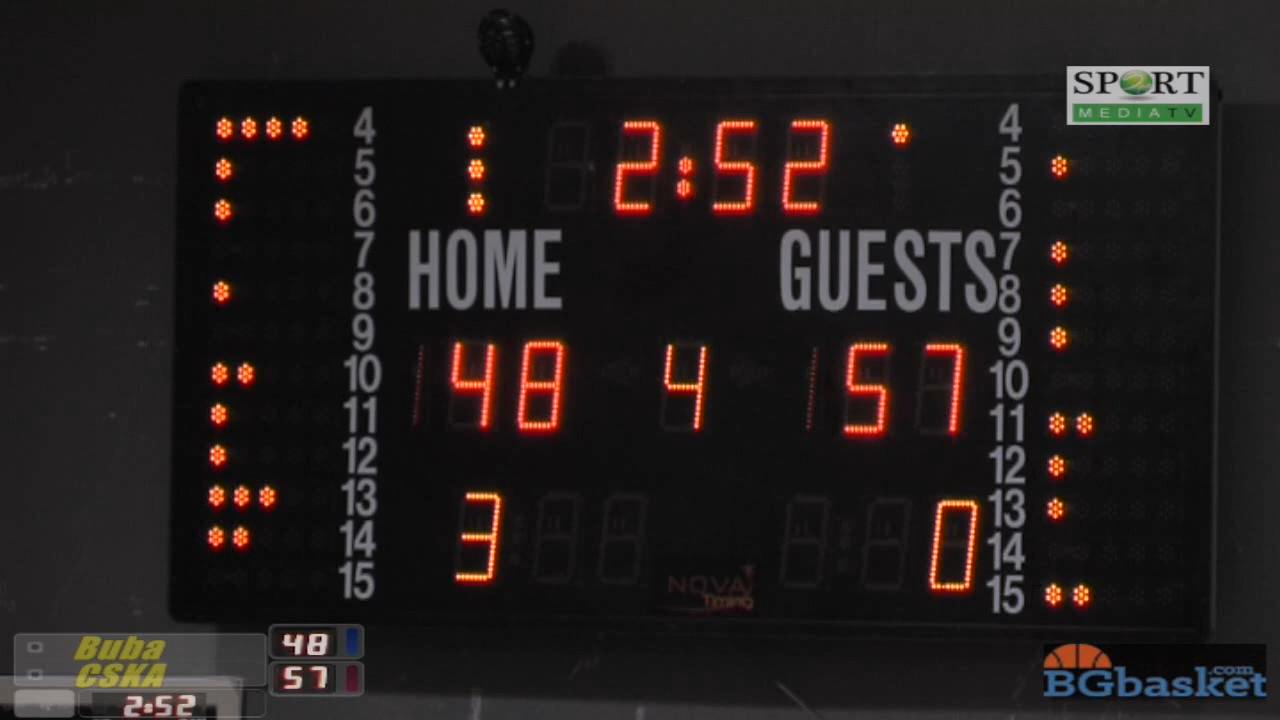 SPORT
MEDIATV
4 2:52 4
5 5
6 6
HOME GUESTS
7 7
8 8
9 9
48 4 57
10 10
11 11
12 12
13 13
3 0
14 14
15 15
NOVA
TIMING
Buba 48
CSKA 57
2:52
BGbasket.com